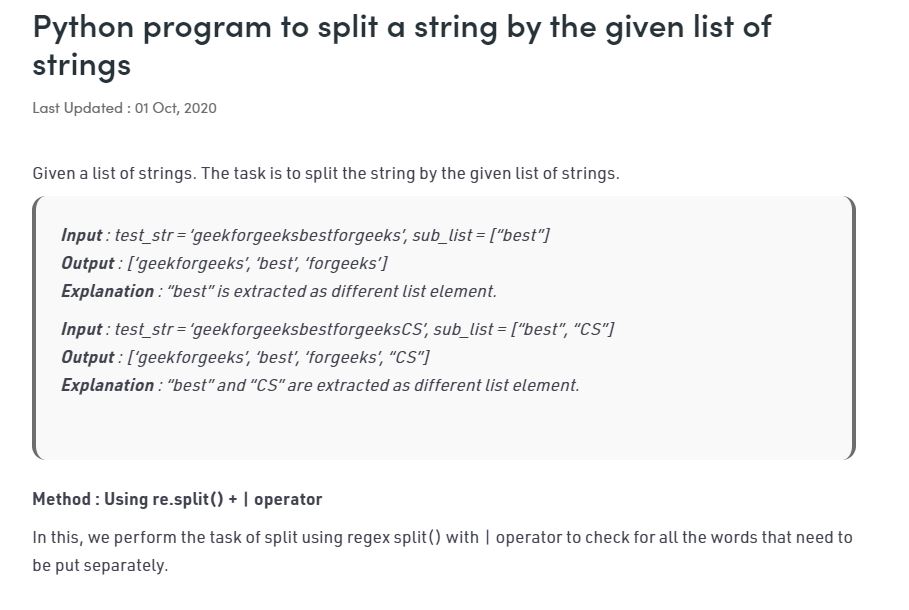 Python program to split a string by the given list of
strings
Last Updated : 01 Oct, 2020
Given a list of strings. The task is to split the string by the given list of strings.
Input : test_str = ‘geekforgeeksbestforgeeks’, sub_list = [“best”]
Output : [‘geekforgeeks’, ‘best’, ‘forgeeks’]
Explanation : “best” is extracted as different list element.
Input : test_str = ‘geekforgeeksbestforgeeksCS’, sub_list = [“best”, “CS”]
Output : [‘geekforgeeks’, ‘best’, ‘forgeeks’, “CS”]
Explanation : “best” and “CS” are extracted as different list element.
Method : Using re.split() + | operator
In this, we perform the task of split using regex split() with | operator to check for all the words that need to
be put separately.